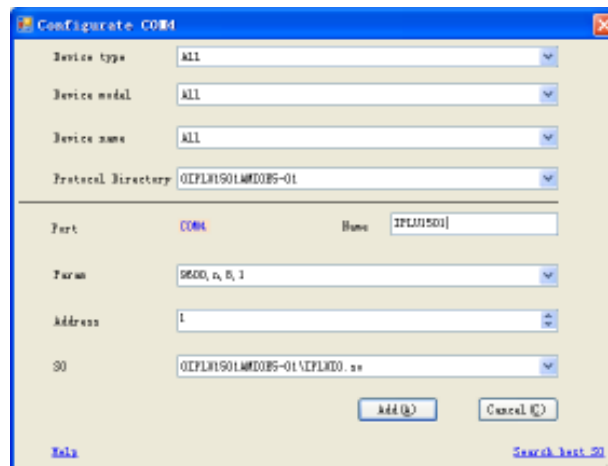 Configurate COM4
Device type All
Device model All
Device name All
Protocol Directory
Port COM4 Name
Param 9600, n, 8, 1
Address 1
SO
Add(A) Cancel(C)
Help Search best SO